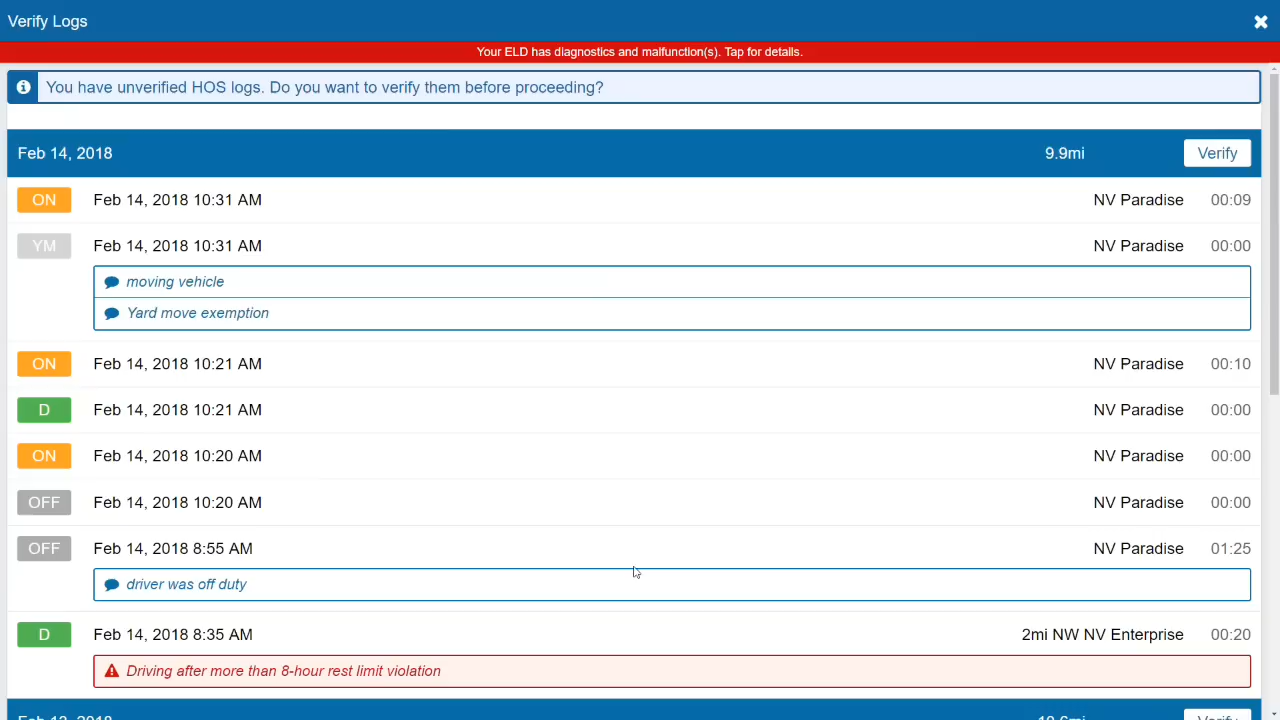 Verify Logs
Your ELD has diagnostics and malfunction(s). Tap for details.
You have unverified HOS logs. Do you want to verify them before proceeding?
Feb 14, 2018 9.9mi Verify
ON Feb 14, 2018 10:31 AM NV Paradise 00:09
YM Feb 14, 2018 10:31 AM NV Paradise 00:00
moving vehicle
Yard move exemption
ON Feb 14, 2018 10:21 AM NV Paradise 00:10
D Feb 14, 2018 10:21 AM NV Paradise 00:00
ON Feb 14, 2018 10:20 AM NV Paradise 00:00
OFF Feb 14, 2018 10:20 AM NV Paradise 00:00
OFF Feb 14, 2018 8:55 AM NV Paradise 01:25
driver was off duty
D Feb 14, 2018 8:35 AM 2mi NW NV Enterprise 00:20
Driving after more than 8-hour rest limit violation
Feb 13, 2018 Verify